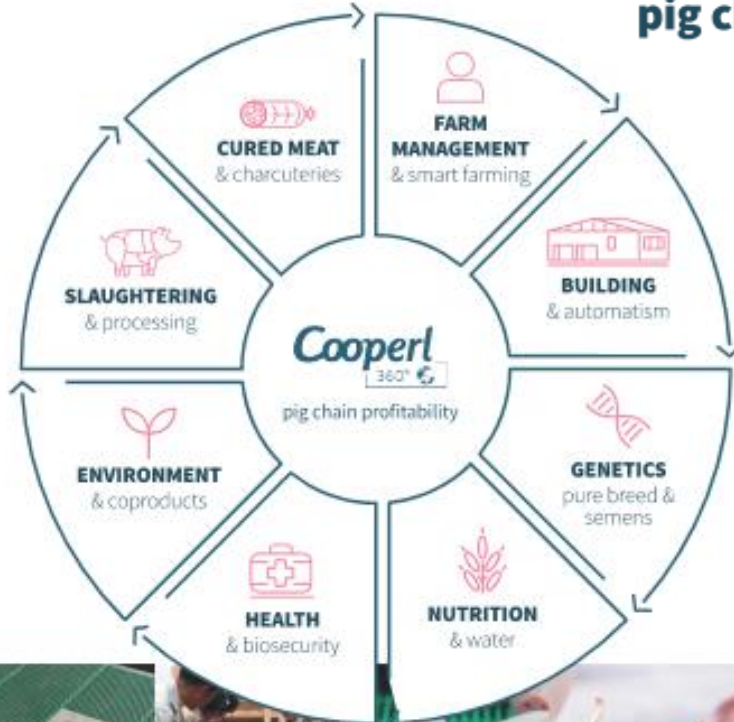 pig c
CURED MEAT
& charcuteries
FARM
MANAGEMENT
& smart farming
BUILDING
& automatism
GENETICS
pure breed &
semens
NUTRITION
& water
HEALTH
& biosecurity
ENVIRONMENT
& coproducts
SLAUGHTERING
& processing
Cooperl
360°
pig chain profitability